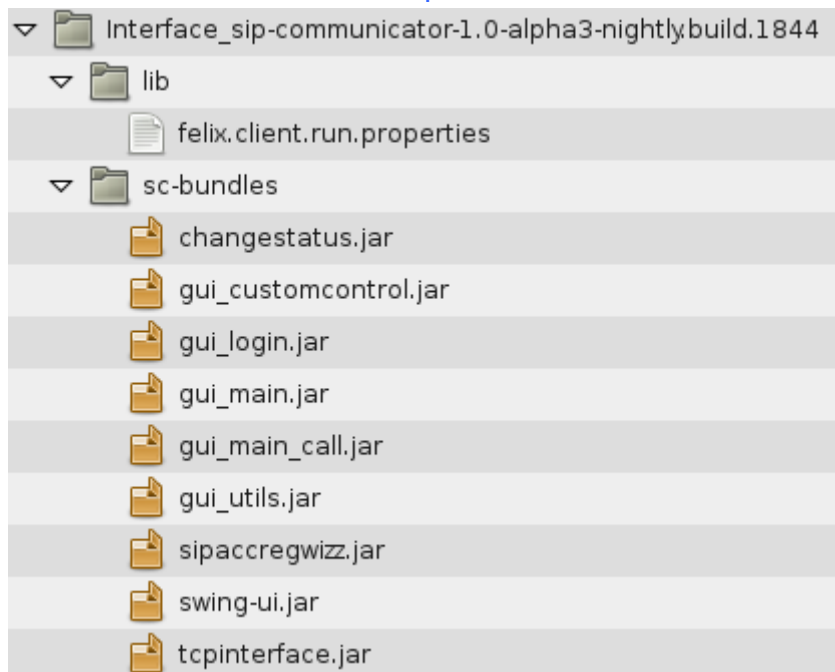 Interface_sip-communicator-1.0-alpha3-nightly.build.1844
lib
felix.client.run.properties
sc-bundles
changestatus.jar
gui_customcontrol.jar
gui_login.jar
gui_main.jar
gui_main_call.jar
gui_utils.jar
sipaccregwizz.jar
swing-ui.jar
tcpinterface.jar